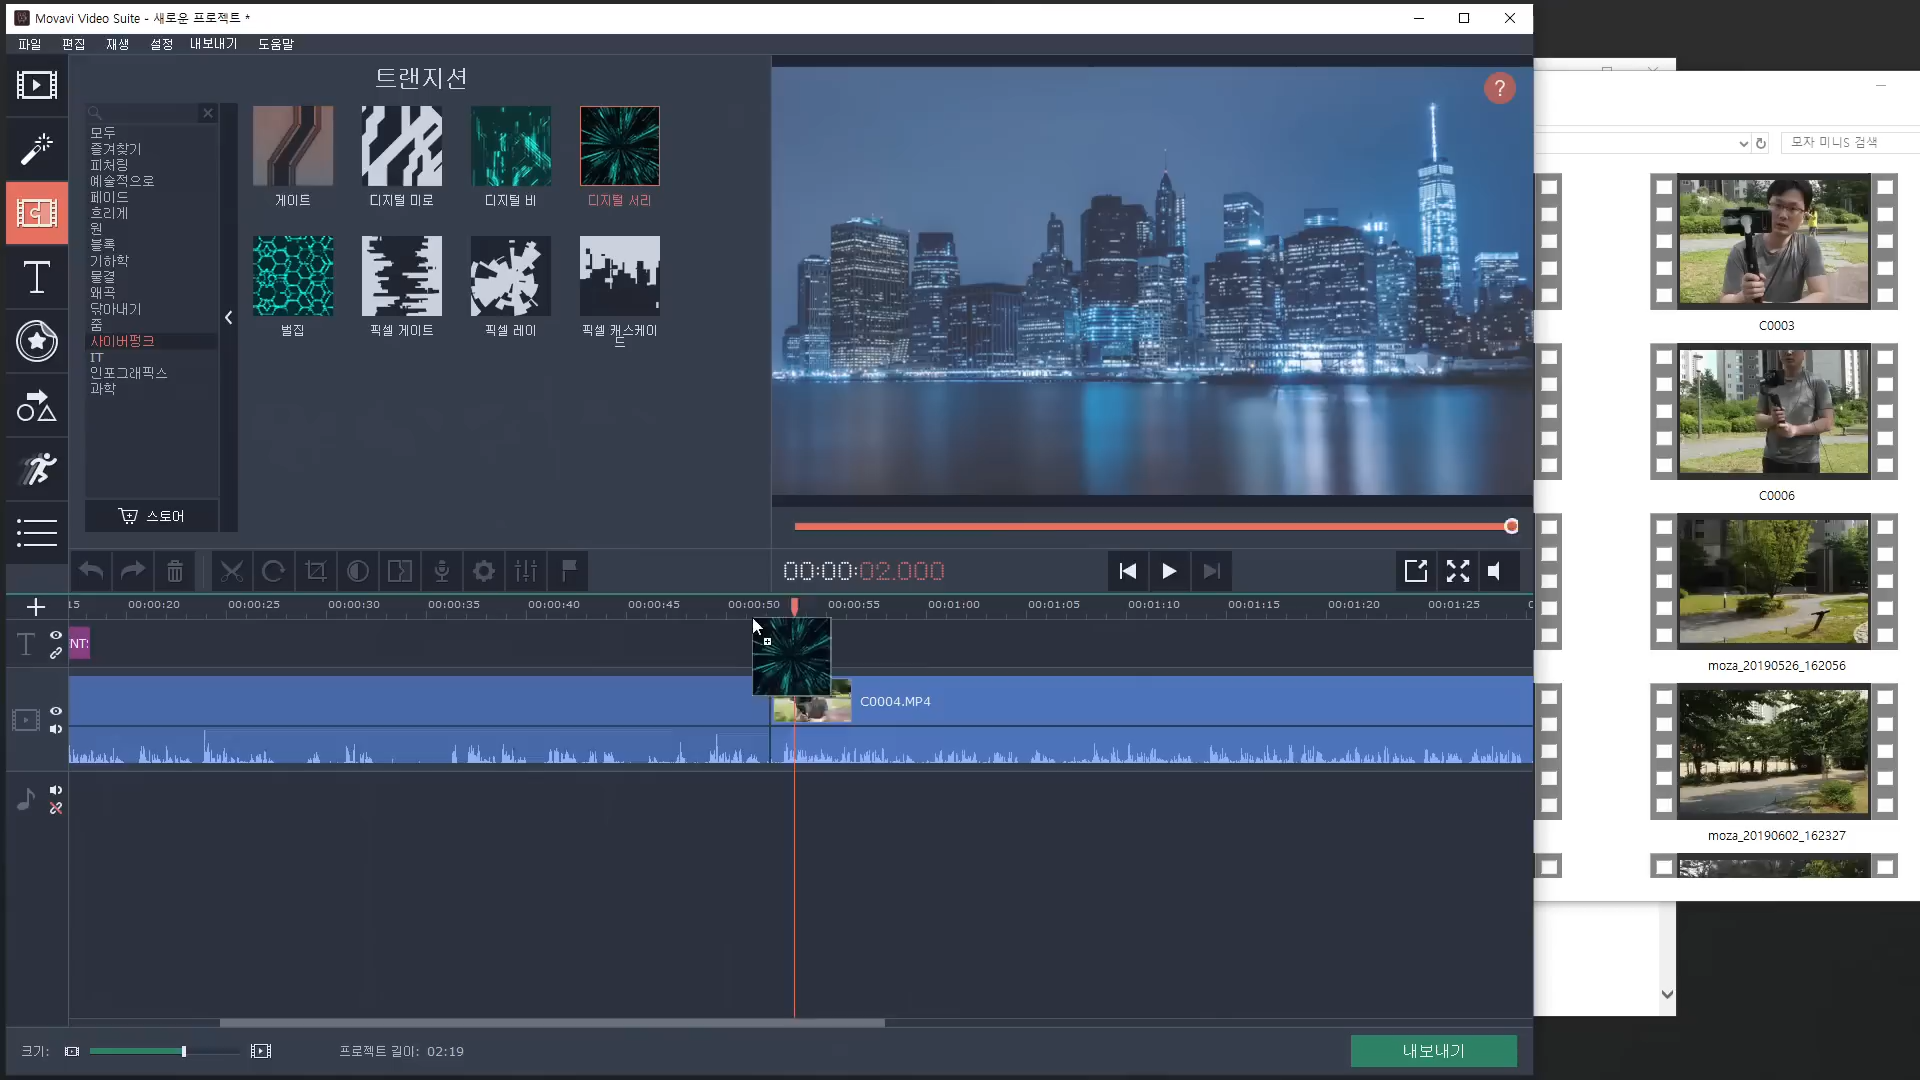 Movavi Video Suite - 새로운 프로젝트 *
파일 편집 재생 설정 내보내기 도움말
트랜지션
모두
즐겨찾기
피처링
예술적으로
페이드
흐리게
원
블록
기하학
물결
왜곡
닦아내기
줌
사이버펑크
IT
인포그래픽스
과학
스토어
게이트 디지털 미로 디지털 비 디지털 서리
벌집 픽셀 게이트 픽셀 레이 픽셀 캐스케이
드
?
모자 미니S 검색
C0003
C0006
moza_20190526_162056
moza_20190602_162327
00:00:02.000
15 00:00:20 00:00:25 00:00:30 00:00:35 00:00:40 00:00:45 00:00:50 00:00:55 00:01:00 00:01:05 00:01:10 00:01:15 00:01:20 00:01:25
T
NT:
C0004.MP4
크기: 프로젝트 길이: 02:19
내보내기